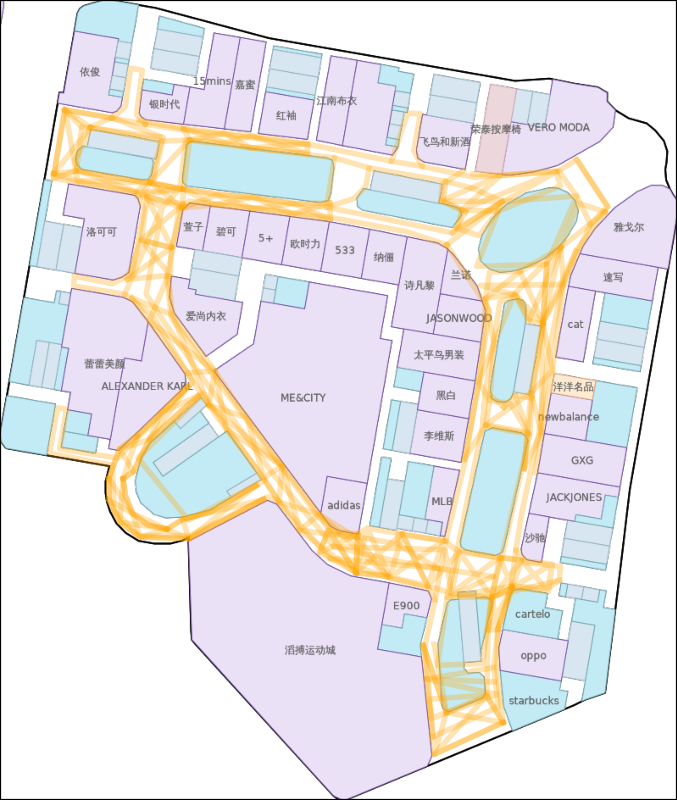 依俊
15mins
嘉蜜
银时代
红袖
江南布衣
飞鸟和新酒
荣泰按摩椅
VERO MODA
洛可可
萱子
碧可
5+
欧时力
533
纳俪
诗凡黎
兰诺
雅戈尔
速写
爱尚内衣
JASONWOOD
cat
太平鸟男装
蕾蕾美颜
ALEXANDER KARL
ME&CITY
黑白
洋洋名品
newbalance
李维斯
GXG
adidas
MLB
JACKJONES
沙驰
E900
cartelo
滔搏运动城
oppo
starbucks